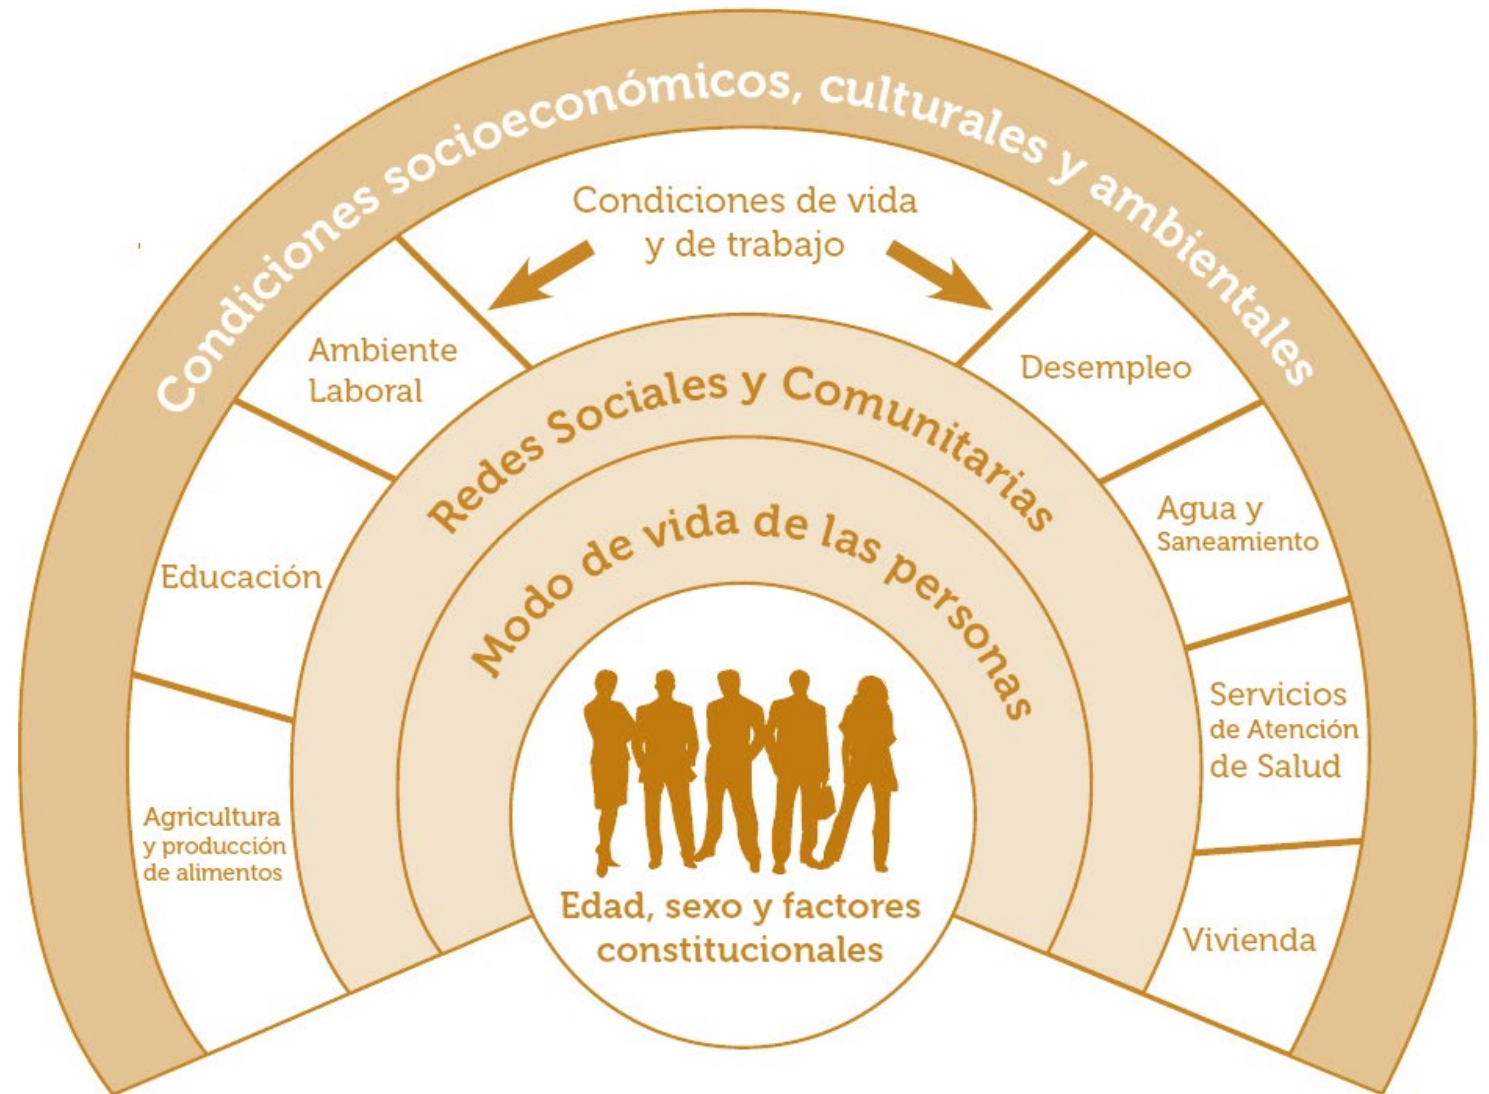 Condiciones socioeconómicos, culturales y ambientales
Condiciones de vida
y de trabajo
Ambiente
Laboral
Desempleo
Redes Sociales y Comunitarias
Agua y
Saneamiento
Educación
Modo de vida de las personas
Servicios
de Atención
de Salud
Agricultura
y producción
de alimentos
Edad, sexo y factores
constitucionales
Vivienda